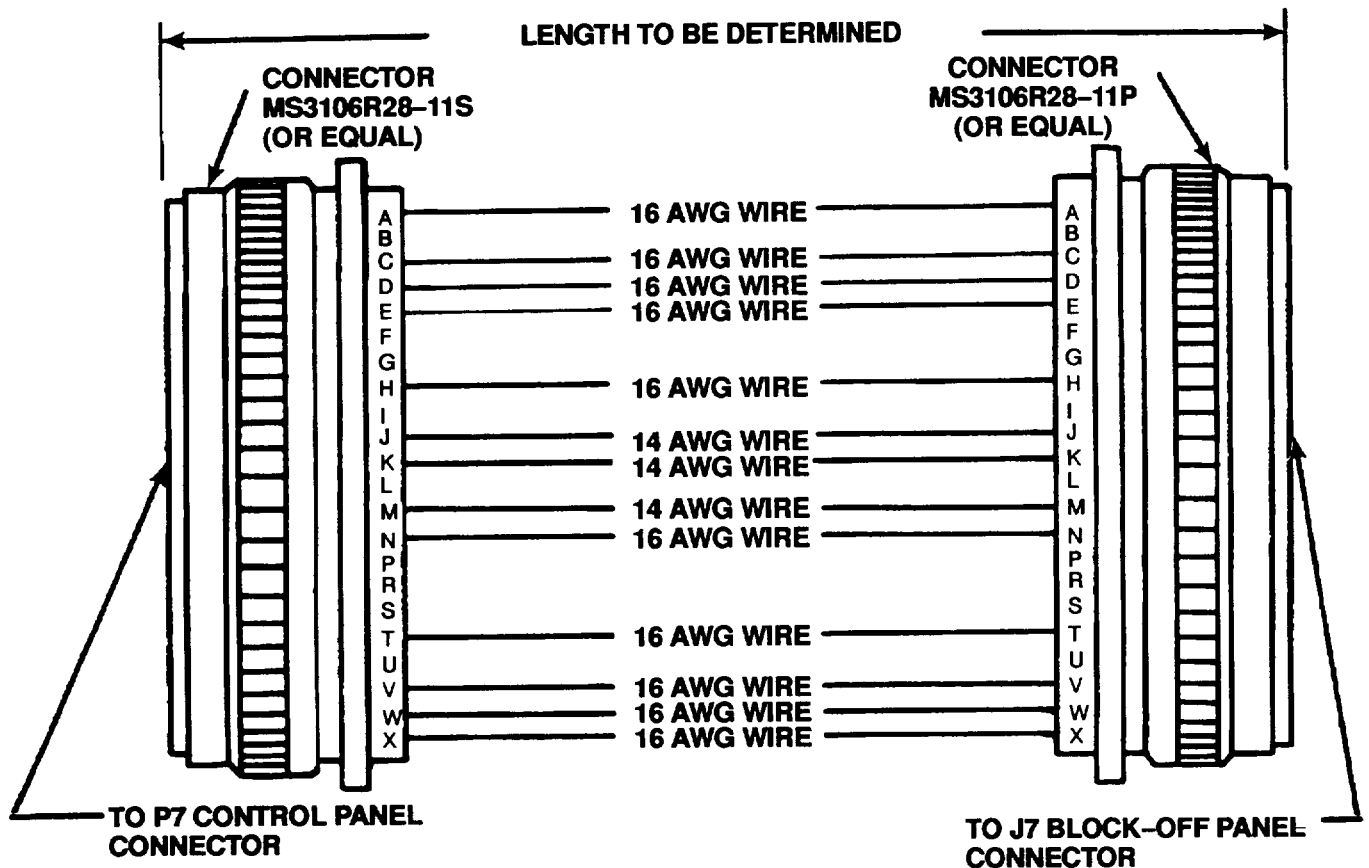 LENGTH TO BE DETERMINED
CONNECTOR
MS3106R28–11S
(OR EQUAL)
CONNECTOR
MS3106R28–11P
(OR EQUAL)
A 16 AWG WIRE A
B B
C 16 AWG WIRE C
D 16 AWG WIRE D
E 16 AWG WIRE E
F F
G G
H 16 AWG WIRE H
I I
J 14 AWG WIRE J
K 14 AWG WIRE K
L L
M 14 AWG WIRE M
N 16 AWG WIRE N
P P
R R
S S
T 16 AWG WIRE T
U U
V 16 AWG WIRE V
W 16 AWG WIRE W
X 16 AWG WIRE X
TO P7 CONTROL PANEL
CONNECTOR
TO J7 BLOCK–OFF PANEL
CONNECTOR